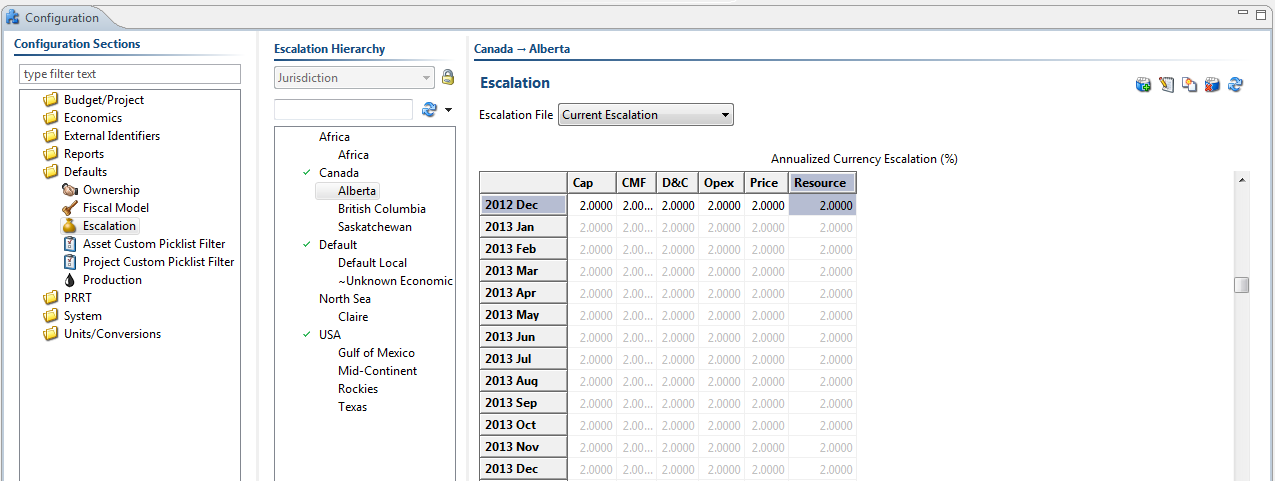 Configuration
Configuration Sections
type filter text
Budget/Project
Economics
External Identifiers
Reports
Defaults
Ownership
Fiscal Model
Escalation
Asset Custom Picklist Filter
Project Custom Picklist Filter
Production
PRRT
System
Units/Conversions
Escalation Hierarchy
Jurisdiction
Africa
Africa
Canada
Alberta
British Columbia
Saskatchewan
Default
Default Local
~Unknown Economic
North Sea
Claire
USA
Gulf of Mexico
Mid-Continent
Rockies
Texas
Canada → Alberta
Escalation
Escalation File Current Escalation
Annualized Currency Escalation (%)
Cap CMF D&C Opex Price Resource
2012 Dec 2.0000 2.00... 2.0000 2.0000 2.0000 2.0000
2013 Jan 2.0000 2.00... 2.0000 2.0000 2.0000 2.0000
2013 Feb 2.0000 2.00... 2.0000 2.0000 2.0000 2.0000
2013 Mar 2.0000 2.00... 2.0000 2.0000 2.0000 2.0000
2013 Apr 2.0000 2.00... 2.0000 2.0000 2.0000 2.0000
2013 May 2.0000 2.00... 2.0000 2.0000 2.0000 2.0000
2013 Jun 2.0000 2.00... 2.0000 2.0000 2.0000 2.0000
2013 Jul 2.0000 2.00... 2.0000 2.0000 2.0000 2.0000
2013 Aug 2.0000 2.00... 2.0000 2.0000 2.0000 2.0000
2013 Sep 2.0000 2.00... 2.0000 2.0000 2.0000 2.0000
2013 Oct 2.0000 2.00... 2.0000 2.0000 2.0000 2.0000
2013 Nov 2.0000 2.00... 2.0000 2.0000 2.0000 2.0000
2013 Dec 2.0000 2.00... 2.0000 2.0000 2.0000 2.0000